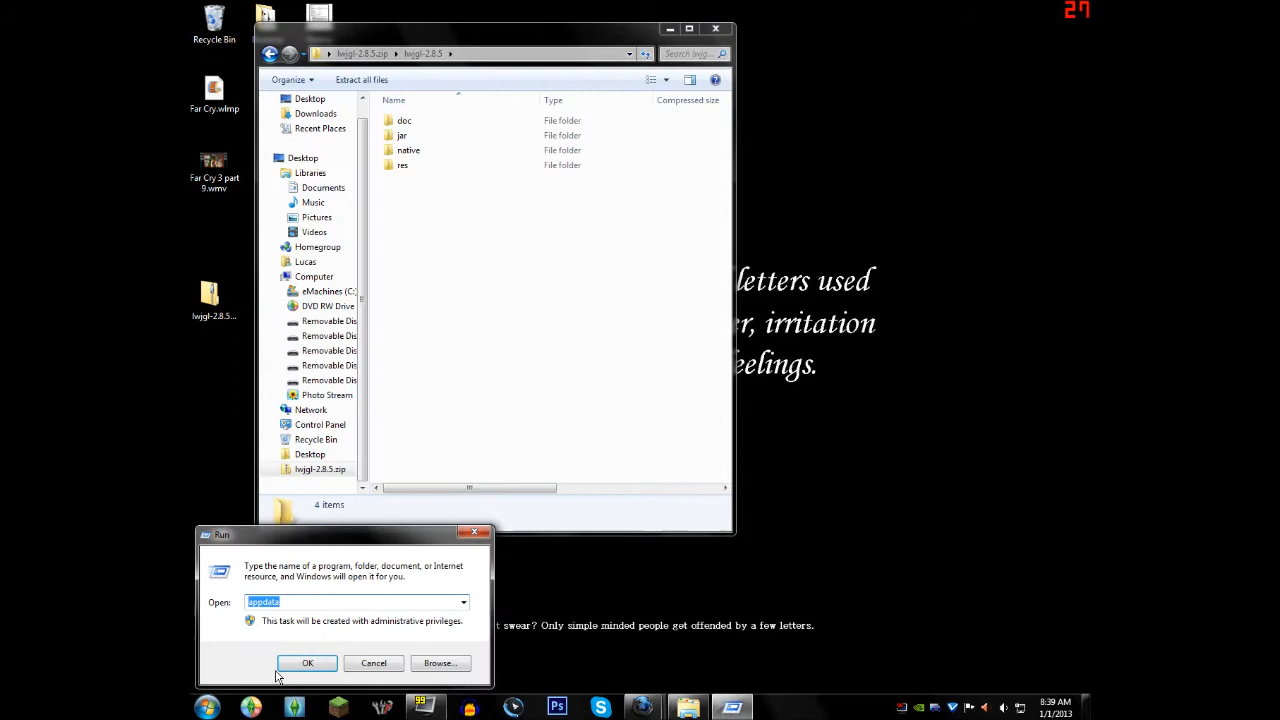 27
Recycle Bin
Far Cry.wlmp
Far Cry 3 part
9.wmv
lwjgl-2.8.5...
lwjgl-2.8.5.zip
lwjgl-2.8.5
Search lwjg...
Organize
Extract all files
Name
Type
Compressed size
doc
File folder
jar
File folder
native
File folder
res
File folder
Desktop
Downloads
Recent Places
Desktop
Libraries
Documents
Music
Pictures
Videos
Homegroup
Lucas
Computer
eMachines (C:
DVD RW Drive
Removable Dis
Removable Dis
Removable Dis
Removable Dis
Removable Dis
Photo Stream
Network
Control Panel
Recycle Bin
Desktop
lwjgl-2.8.5.zip
4 items
letters used
er, irritation
feelings.
t swear? Only simple minded people get offended by a few letters.
Run
Type the name of a program, folder, document, or Internet
resource, and Windows will open it for you.
Open:
appdata
This task will be created with administrative privileges.
OK
Cancel
Browse...
99
Ps
8:39 AM
1/1/2013